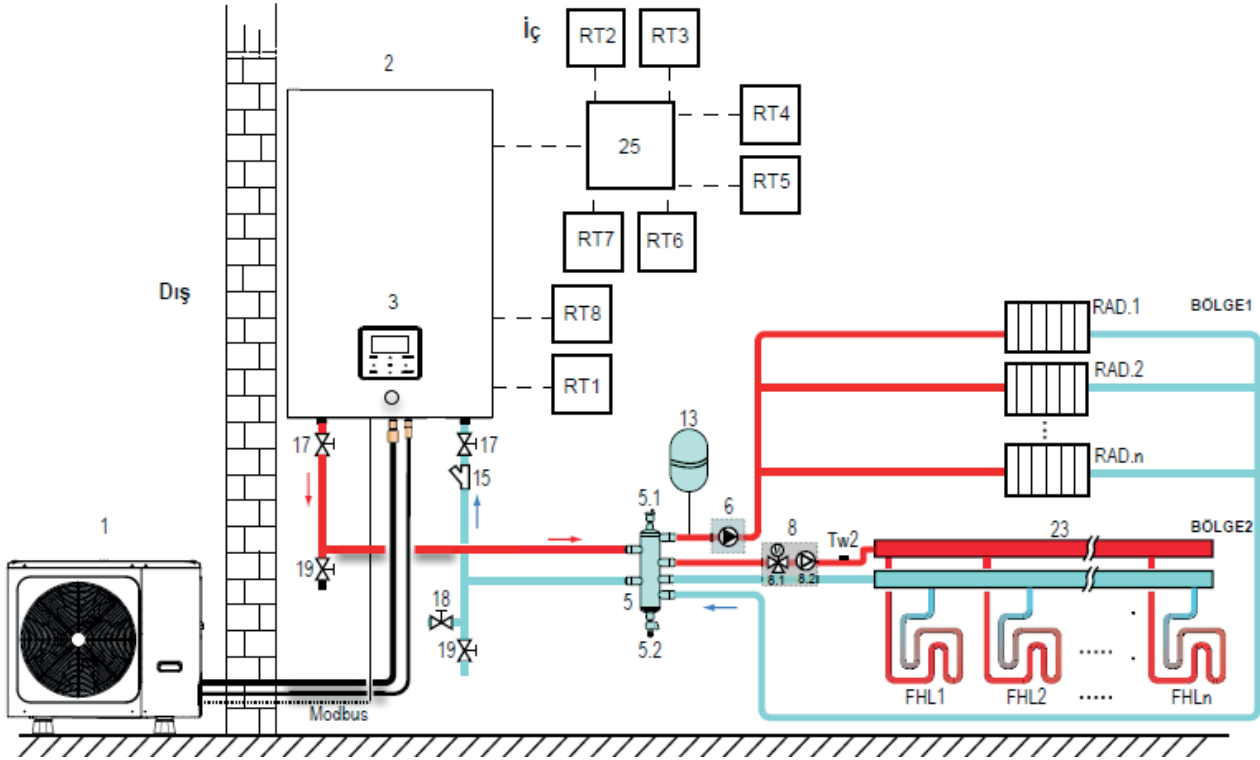 İç
RT2
RT3
2
RT4
25
RT5
RT7
RT6
Dış
3
RT8
RAD.1
BÖLGE1
RT1
RAD.2
13
17
17
15
RAD.n
5.1
6
1
8
Tw2
23
BÖLGE2
8.1
8.2
19
5
18
19
5.2
FHL1
FHL2
.....
FHLn
Modbus